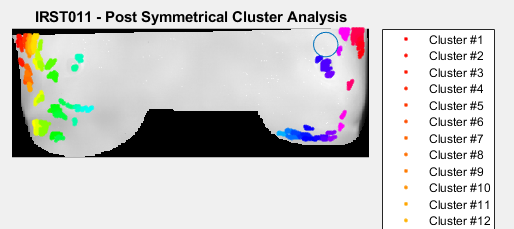 IRST011 - Post Symmetrical Cluster Analysis
Cluster #1
Cluster #2
Cluster #3
Cluster #4
Cluster #5
Cluster #6
Cluster #7
Cluster #8
Cluster #9
Cluster #10
Cluster #11
Cluster #12